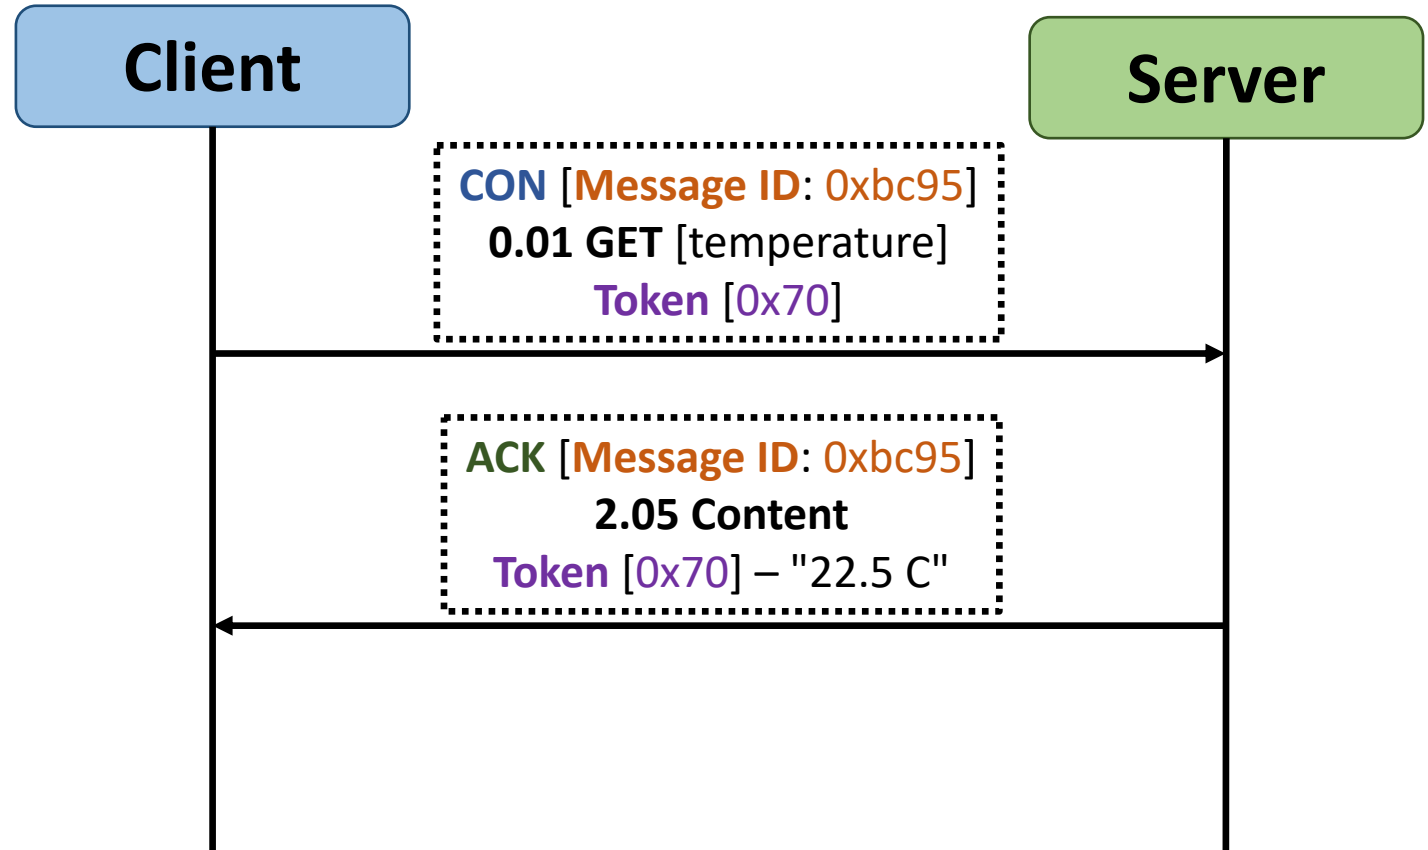 Client
Server
CON [Message ID: 0xbc95]
0.01 GET [temperature]
Token [0x70]
ACK [Message ID: 0xbc95]
2.05 Content
Token [0x70] – "22.5 C"